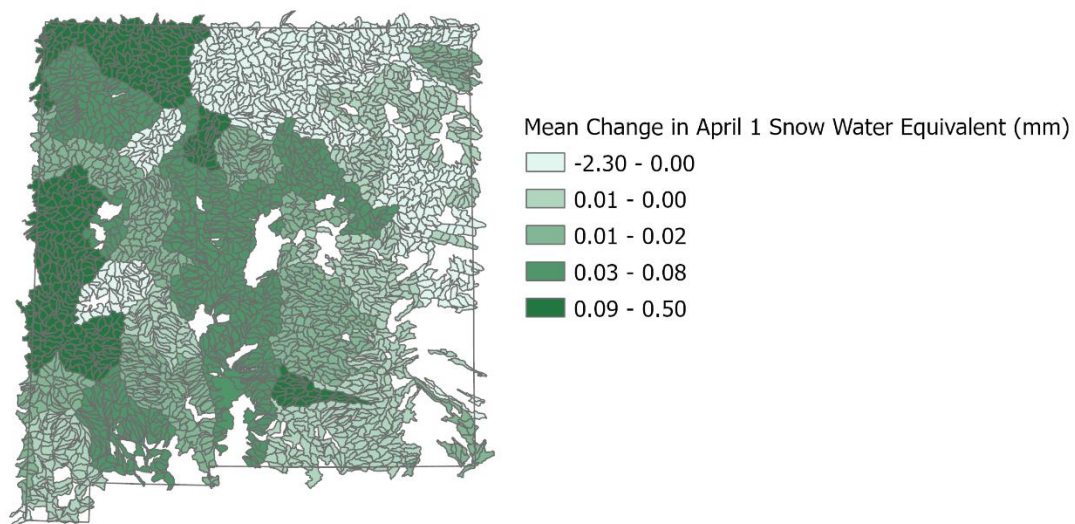 Mean Change in April 1 Snow Water Equivalent (mm)
-2.30 - 0.00
0.01 - 0.00
0.01 - 0.02
0.03 - 0.08
0.09 - 0.50